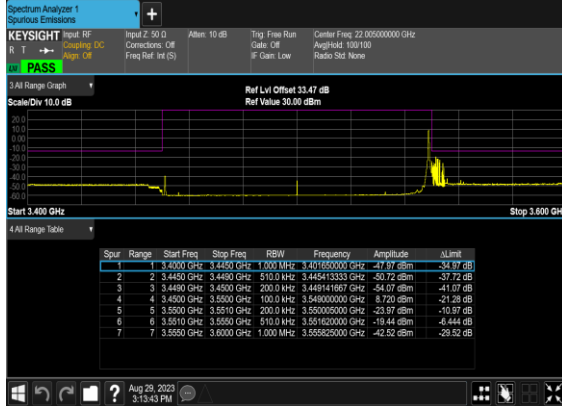 Spectrum Analyzer 1
Spurious Emissions
+
KEYSIGHT Input: RF Input Z: 50 Ω Atten: 10 dB Trig: Free Run Center Freq: 22.005000000 GHz
R T Coupling: DC Corrections: Off Gate: Off Avg|Hold: 100/100
Align: Off Freq Ref: Int (S) IF Gain: Low Radio Std: None
PASS
3 All Range Graph Ref Lvl Offset 33.47 dB
Scale/Div 10.0 dB Ref Value 30.00 dBm
20.0
10.0
0.00
-10.0
-20.0
-30.0
-40.0
-50.0
-60.0
Start 3.400 GHz Stop 3.600 GH
4 All Range Table
Spur Range Start Freq Stop Freq RBW Frequency Amplitude ΔLimit
1 1 3.4000 GHz 3.4450 GHz 1.000 MHz 3.401650000 GHz -47.97 dBm -34.97 dB
2 2 3.4450 GHz 3.4490 GHz 510.0 kHz 3.445413333 GHz -50.72 dBm -37.72 dB
3 3 3.4490 GHz 3.4500 GHz 200.0 kHz 3.449141667 GHz -54.07 dBm -41.07 dB
4 4 3.4500 GHz 3.5500 GHz 100.0 kHz 3.549000000 GHz 8.720 dBm -21.28 dB
5 5 3.5500 GHz 3.5510 GHz 200.0 kHz 3.550005000 GHz -23.97 dBm -10.97 dB
6 6 3.5510 GHz 3.5550 GHz 510.0 kHz 3.551620000 GHz -19.44 dBm -6.444 dB
7 7 3.5550 GHz 3.6000 GHz 1.000 MHz 3.555825000 GHz -42.52 dBm -29.52 dB
? Aug 29, 2023
3:13:43 PM